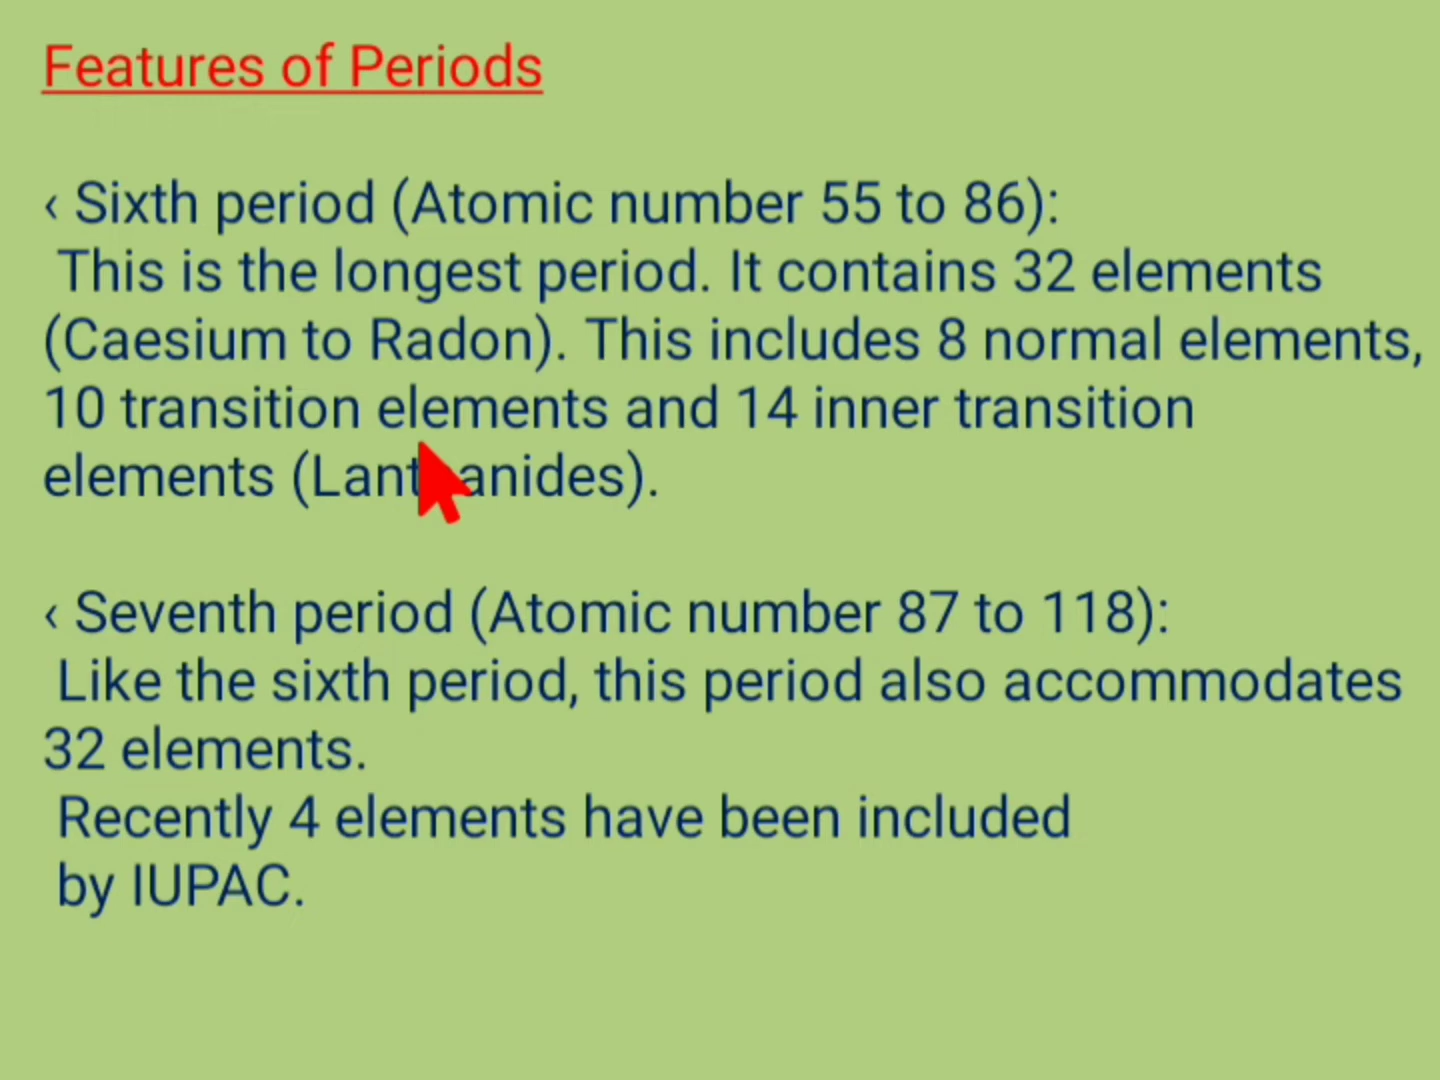 Features of Periods
‹ Sixth period (Atomic number 55 to 86):
This is the longest period. It contains 32 elements
(Caesium to Radon). This includes 8 normal elements,
10 transition elements and 14 inner transition
elements (Lanthanides).
‹ Seventh period (Atomic number 87 to 118):
Like the sixth period, this period also accommodates
32 elements.
Recently 4 elements have been included
by IUPAC.